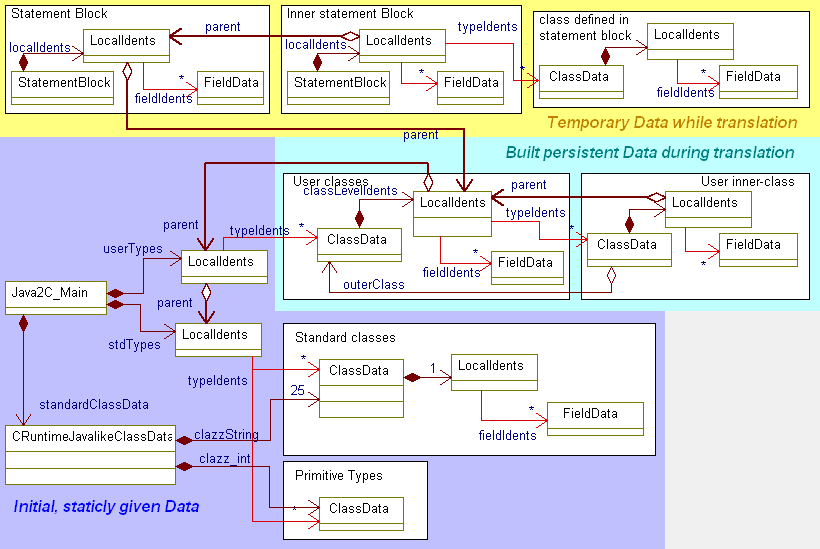 Statement Block
Inner statement Block
class defined in
statement block
parent
typeIdents
localIdents
LocalIdents
localIdents
LocalIdents
LocalIdents
StatementBlock
*
FieldData
fieldIdents
StatementBlock
*
FieldData
fieldIdents
*
ClassData
*
FieldData
fieldIdents
Temporary Data while translation
parent
Built persistent Data during translation
User classes
classLevelIdents
parent
User inner-class
LocalIdents
LocalIdents
parent
typeIdents
*
ClassData
typeIdents
*
ClassData
FieldData
userTypes
LocalIdents
*
FieldData
fieldIdents
*
outerClass
Java2C_Main
parent
LocalIdents
stdTypes
Standard classes
*
ClassData
1
LocalIdents
typeIdents
25
standardClassData
*
FieldData
fieldIdents
CRuntimeJavalikeClassData
clazzString
clazz_int
Primitive Types
*
ClassData
Initial, staticly given Data